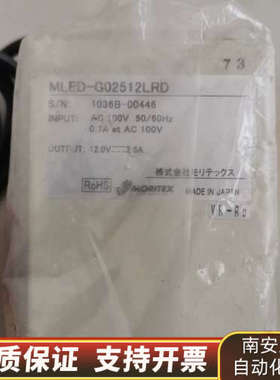 73
MLED-G02512LRD
S/N: 1036B-00446
INPUT: AC 100V 50/60Hz
0.7A at AC 100V
OUTPUT: 12.0V
株式会社モリテックス
RoHS MORITEX MADE IN JAPAN
质保证 支持开票
南安
自动化